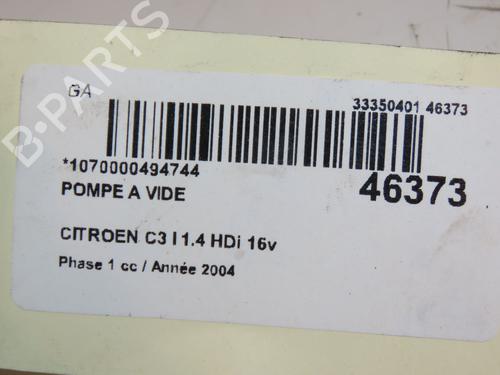 B-PARTS
GA
33350401 46373
*1070000494744
46373
POMPE A VIDE
CITROEN C3 I 1.4 HDi 16v
Phase 1 cc / Année 2004